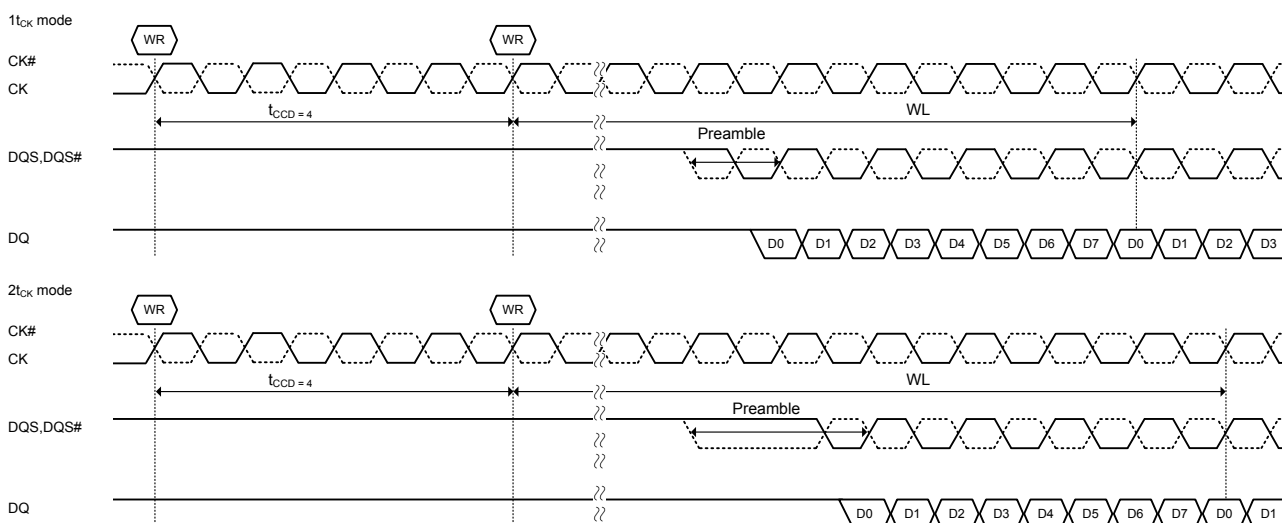 1tCK mode
WR WR
CK#
CK
tCCD = 4 WL
Preamble
DQS,DQS#
DQ D0 D1 D2 D3 D4 D5 D6 D7 D0 D1 D2 D3
2tCK mode
WR WR
CK#
CK
tCCD = 4 WL
Preamble
DQS,DQS#
DQ D0 D1 D2 D3 D4 D5 D6 D7 D0 D1